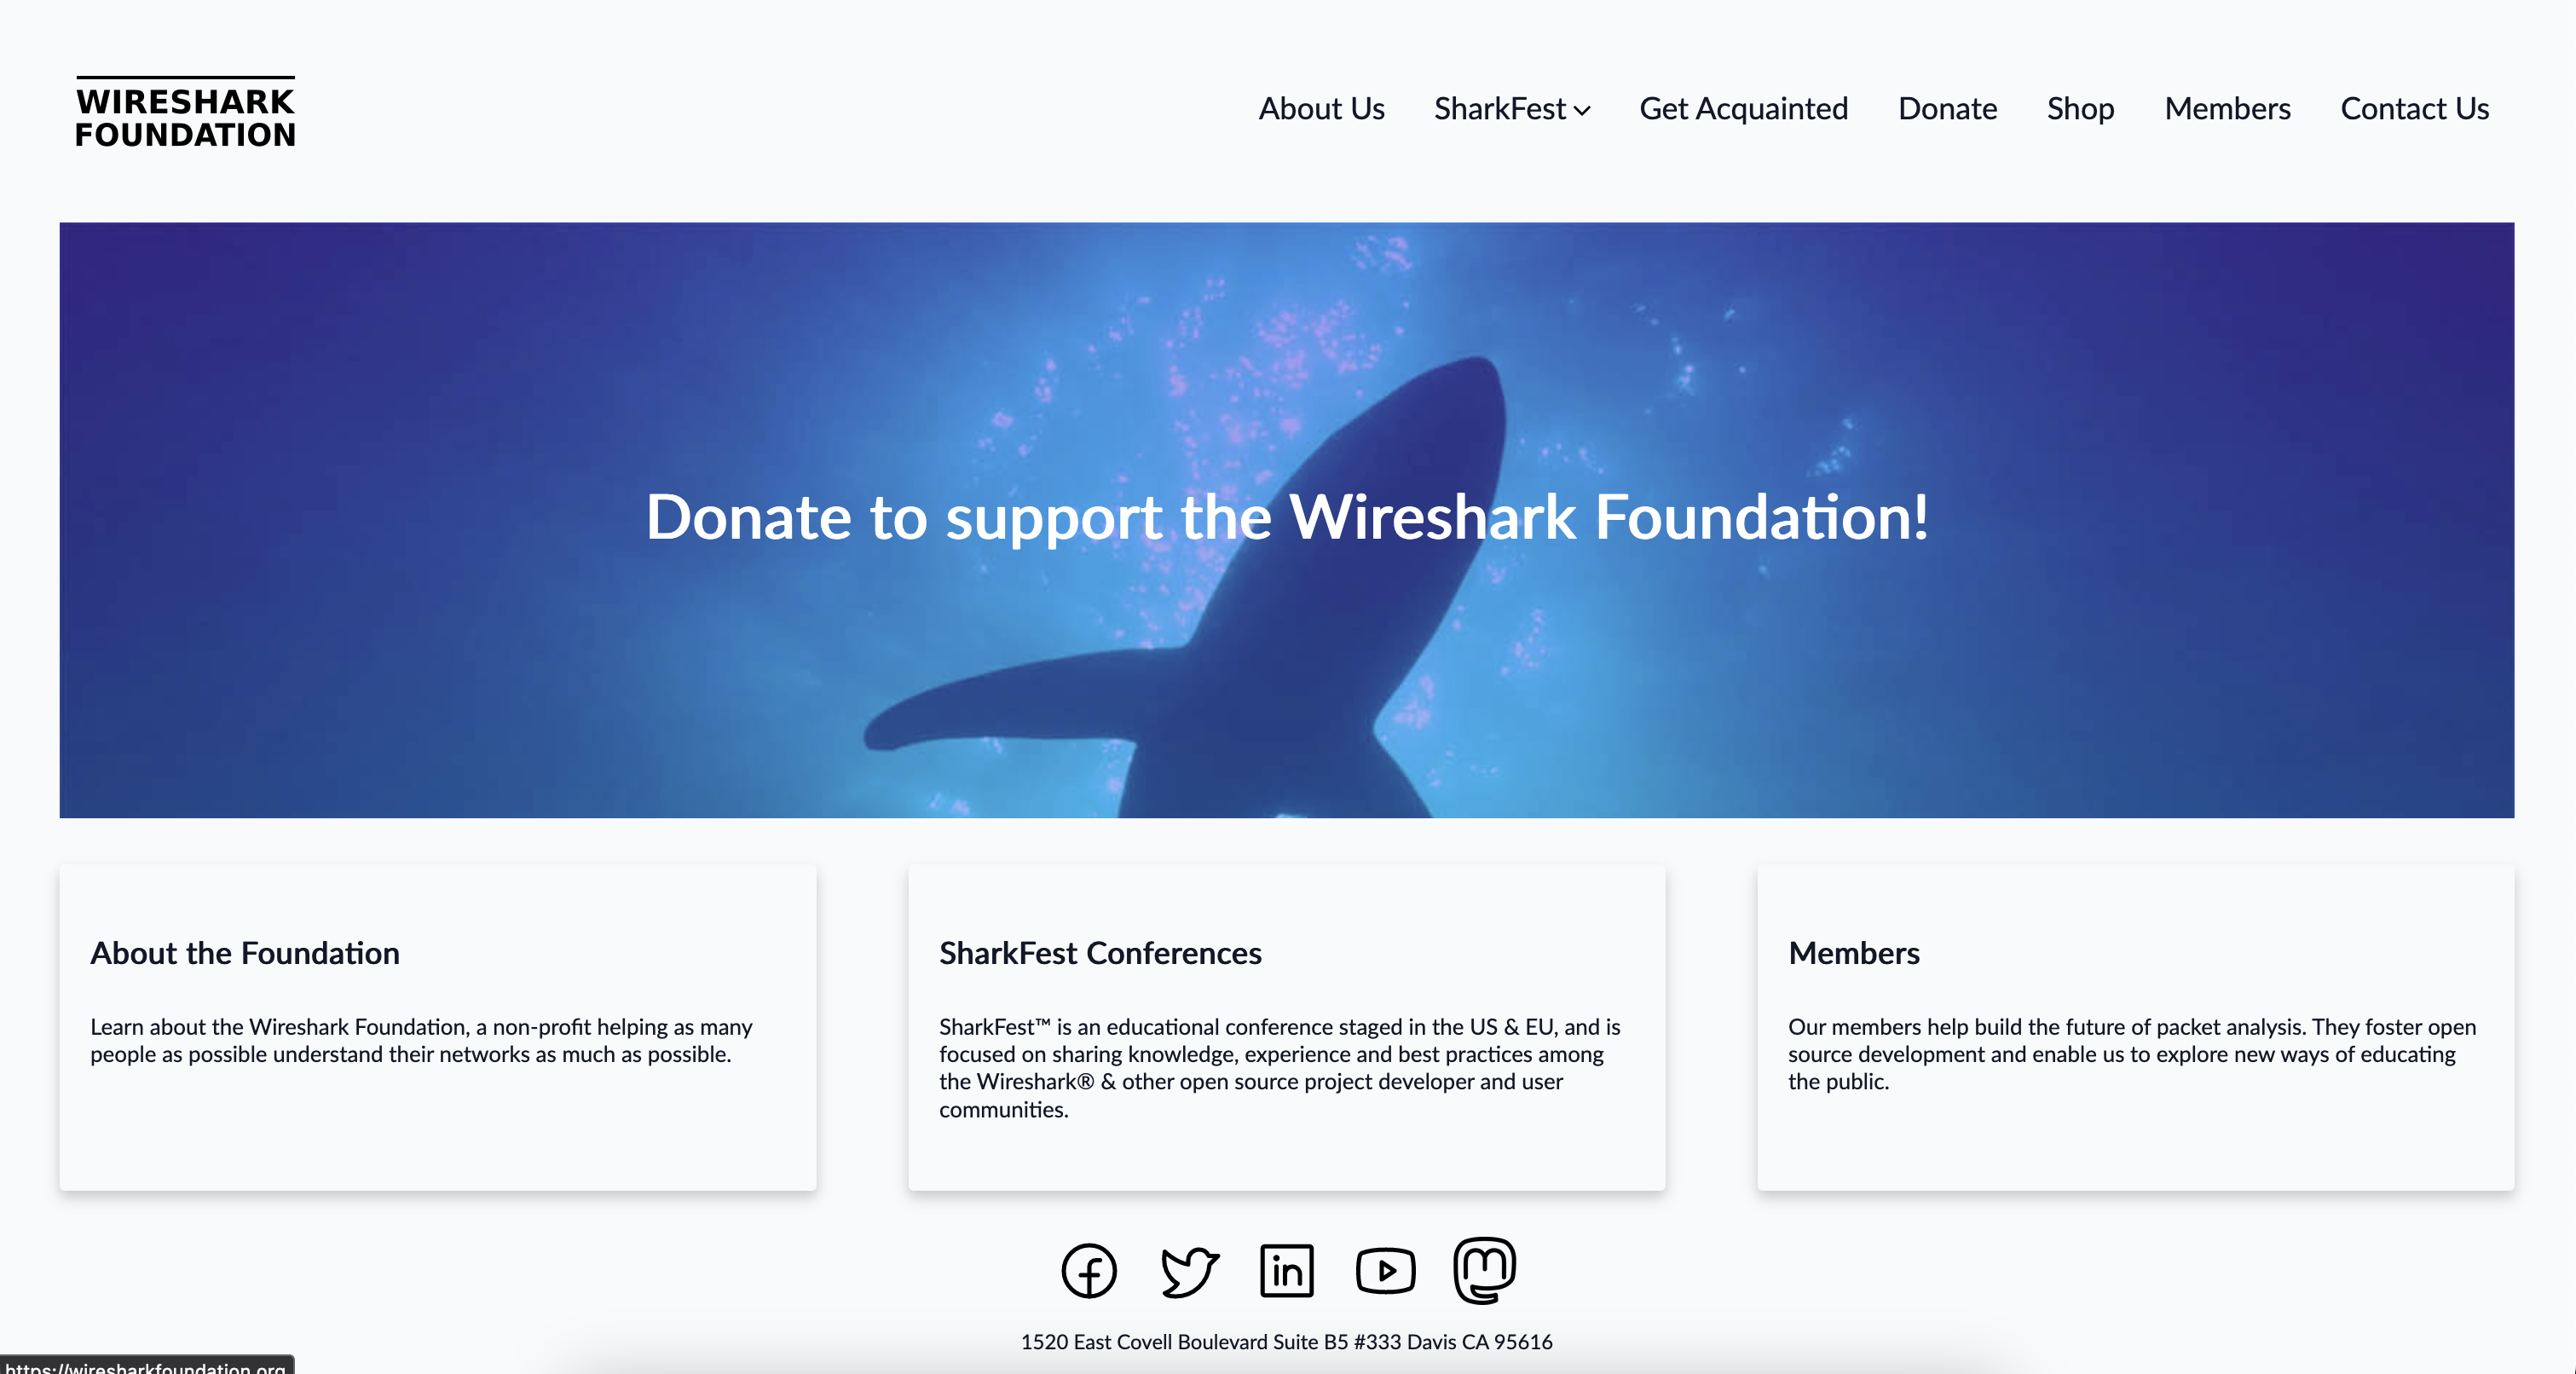 WIRESHARK
FOUNDATION
About Us SharkFest Get Acquainted Donate Shop Members Contact Us
Donate to support the Wireshark Foundation!
About the Foundation
Learn about the Wireshark Foundation, a non-profit helping as many
people as possible understand their networks as much as possible.
SharkFest Conferences
SharkFest™ is an educational conference staged in the US & EU, and is
focused on sharing knowledge, experience and best practices among
the Wireshark® & other open source project developer and user
communities.
Members
Our members help build the future of packet analysis. They foster open
source development and enable us to explore new ways of educating
the public.
1520 East Covell Boulevard Suite B5 #333 Davis CA 95616
https://wiresharkfoundation.org